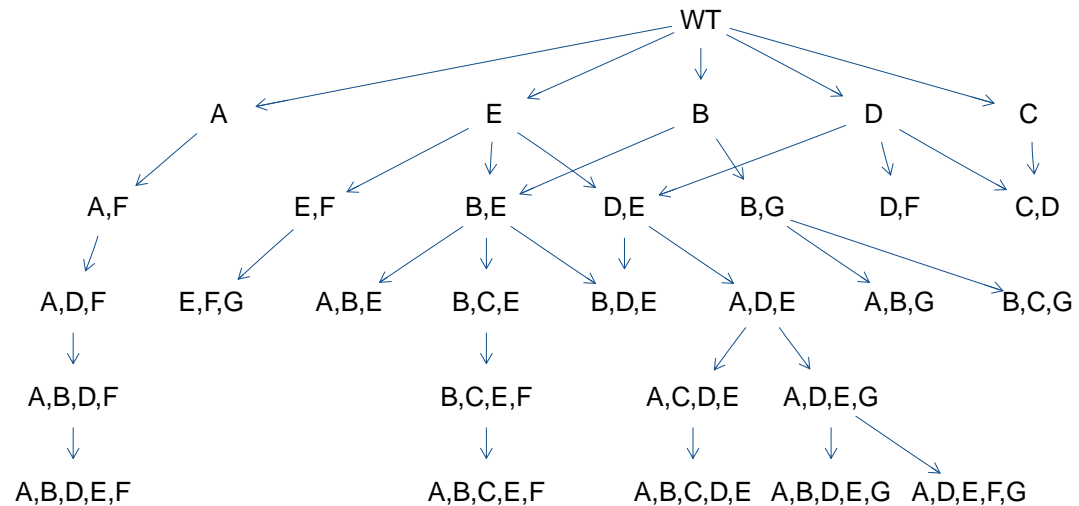 WT
A E B D C
A,F E,F B,E D,E B,G D,F C,D
A,D,F E,F,G A,B,E B,C,E B,D,E A,D,E A,B,G B,C,G
A,B,D,F B,C,E,F A,C,D,E A,D,E,G
A,B,D,E,F A,B,C,E,F A,B,C,D,E A,B,D,E,G A,D,E,F,G